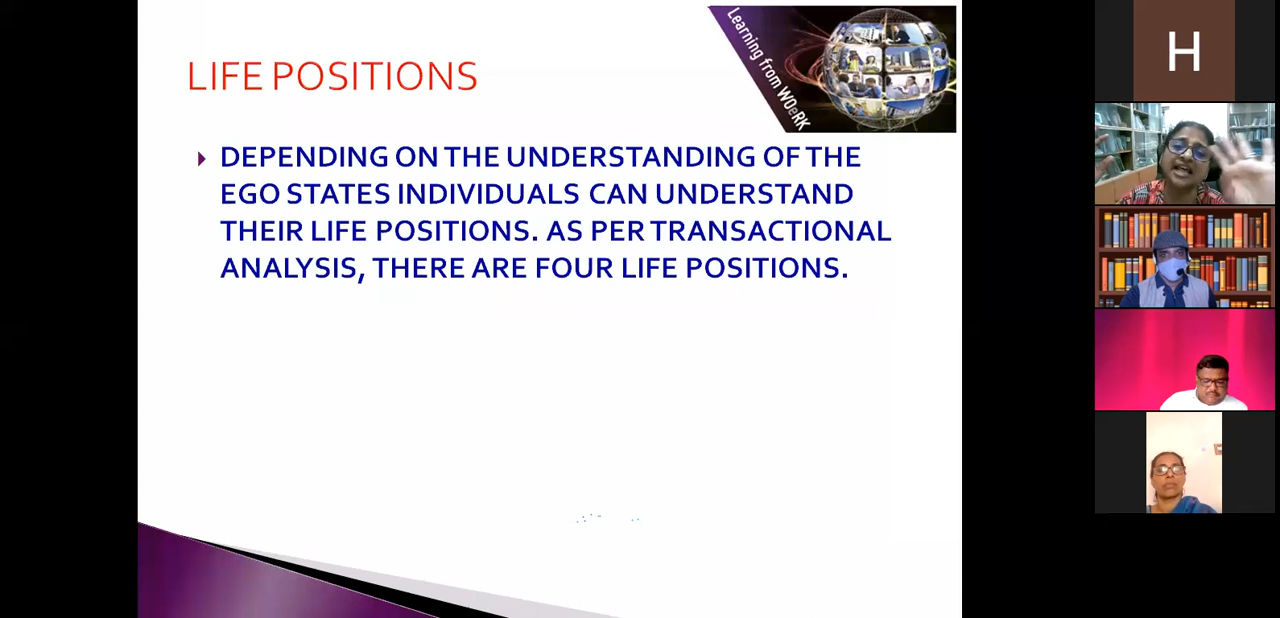 LIFE POSITIONS
Learning from WOeRK
DEPENDING ON THE UNDERSTANDING OF THE
EGO STATES INDIVIDUALS CAN UNDERSTAND
THEIR LIFE POSITIONS. AS PER TRANSACTIONAL
ANALYSIS, THERE ARE FOUR LIFE POSITIONS.
H